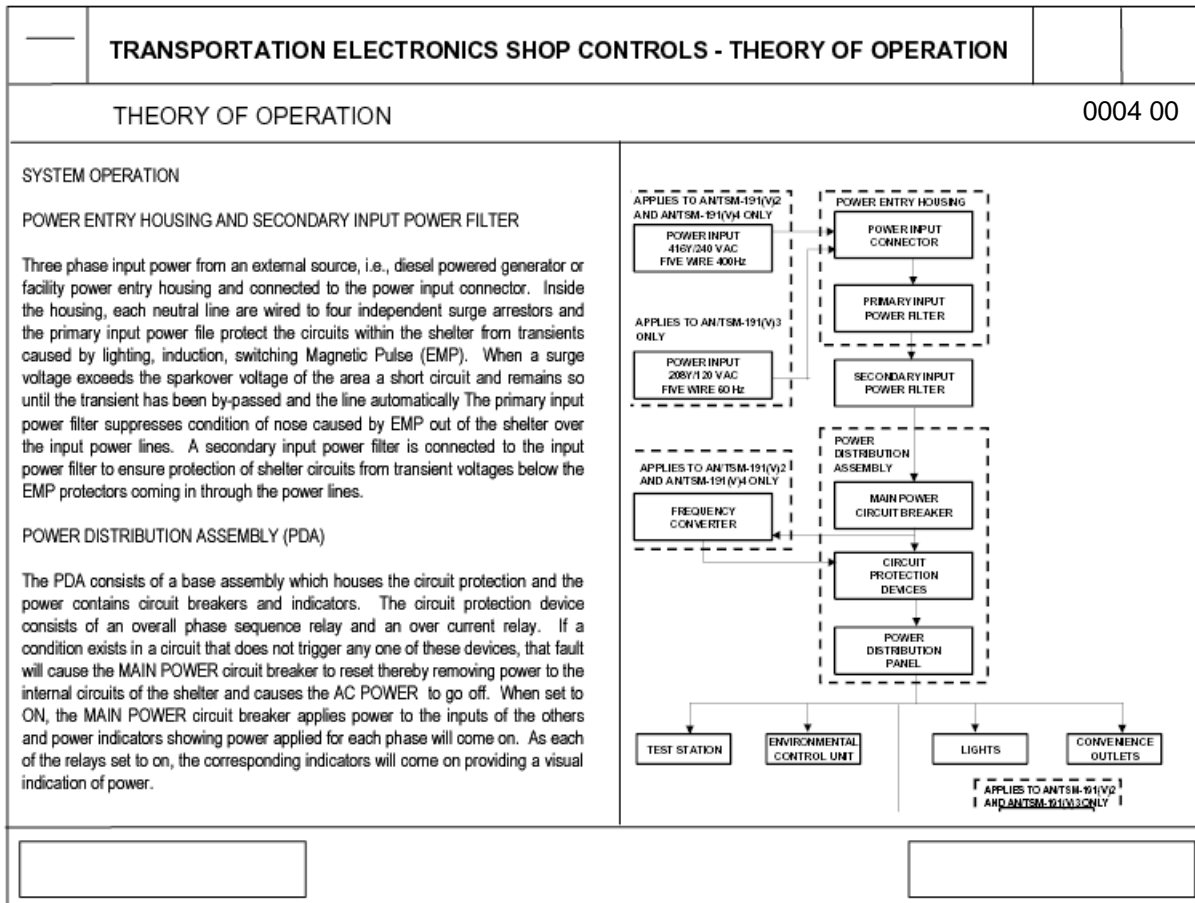 TRANSPORTATION ELECTRONICS SHOP CONTROLS - THEORY OF OPERATION
THEORY OF OPERATION
0004 00
SYSTEM OPERATION
POWER ENTRY HOUSING AND SECONDARY INPUT POWER FILTER
Three phase input power from an external source, i.e., diesel powered generator or
facility power entry housing and connected to the power input connector. Inside
the housing, each neutral line are wired to four independent surge arrestors and
the primary input power file protect the circuits within the shelter from transients
caused by lighting, induction, switching Magnetic Pulse (EMP). When a surge
voltage exceeds the sparkover voltage of the area a short circuit and remains so
until the transient has been by-passed and the line automatically The primary input
power filter suppresses condition of nose caused by EMP out of the shelter over
the input power lines. A secondary input power filter is connected to the input
power filter to ensure protection of shelter circuits from transient voltages below the
EMP protectors coming in through the power lines.
POWER DISTRIBUTION ASSEMBLY (PDA)
The PDA consists of a base assembly which houses the circuit protection and the
power contains circuit breakers and indicators. The circuit protection device
consists of an overall phase sequence relay and an over current relay. If a
condition exists in a circuit that does not trigger any one of these devices, that fault
will cause the MAIN POWER circuit breaker to reset thereby removing power to the
internal circuits of the shelter and causes the AC POWER to go off. When set to
ON, the MAIN POWER circuit breaker applies power to the inputs of the others
and power indicators showing power applied for each phase will come on. As each
of the relays set to on, the corresponding indicators will come on providing a visual
indication of power.
APPLIES TO AN/TSM-191(V)2
AND AN/TSM-191(V)4 ONLY
POWER INPUT
416Y/240 VAC
FIVE WIRE 400Hz
APPLIES TO AN/TSM-191(V)3
ONLY
POWER INPUT
208Y/120 VAC
FIVE WIRE 60 Hz
POWER ENTRY HOUSING
POWER INPUT
CONNECTOR
PRIMARY INPUT
POWER FILTER
SECONDARY INPUT
POWER FILTER
POWER
DISTRIBUTION
ASSEMBLY
MAIN POWER
CIRCUIT BREAKER
APPLIES TO AN/TSM-191(V)2
AND AN/TSM-191(V)4 ONLY
FREQUENCY
CONVERTER
CIRCUIT
PROTECTION
DEVICES
POWER
DISTRIBUTION
PANEL
TEST STATION
ENVIRONMENTAL
CONTROL UNIT
LIGHTS
CONVENIENCE
OUTLETS
APPLIES TO AN/TSM-191(V)2
AND AN/TSM-191(V)3 ONLY